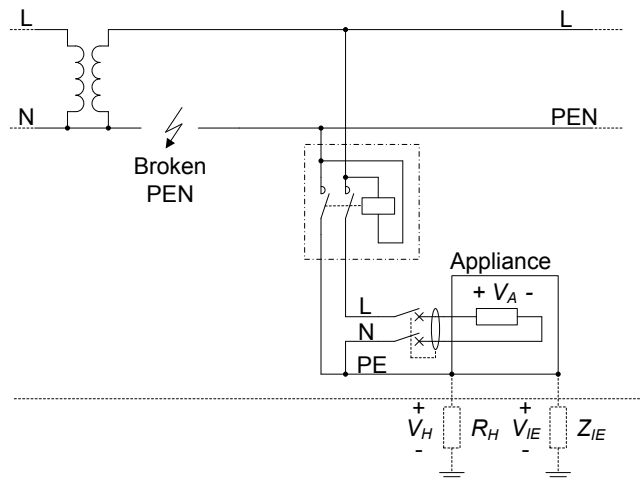 L
L
N
PEN
Broken
PEN
Appliance
+ V_A -
L
N
PE
+
V_H
-
R_H
+
V_IE
-
Z_IE